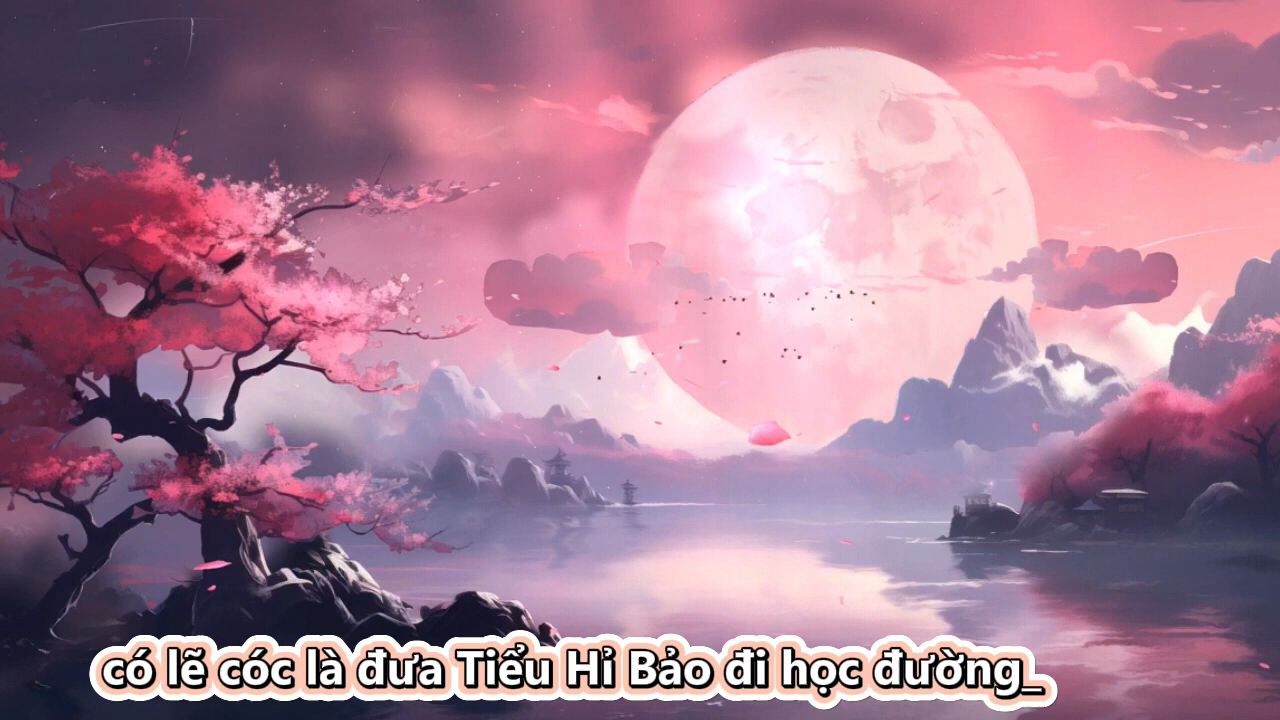 có lẽ cóc là đưa Tiểu Hỉ Bảo đi học đường_